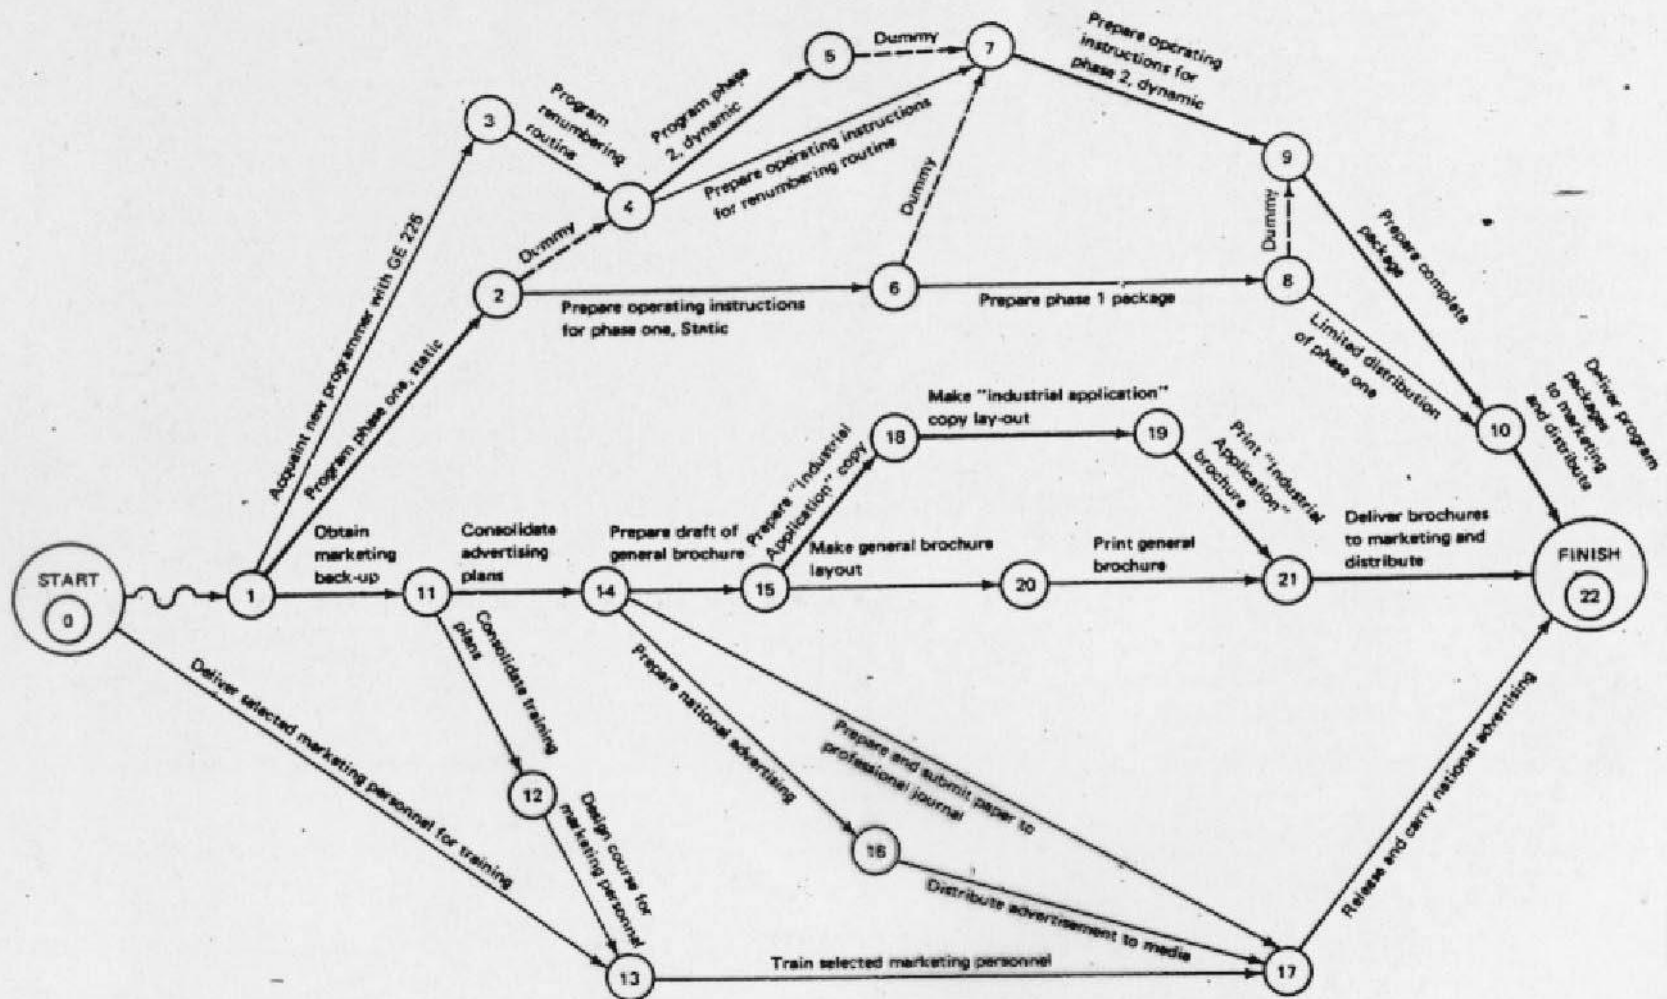 Prepare operating
instructions for
phase 2, dynamic
5
Dummy
7
3
Program
renumbering
routine
Program phase
2, dynamic
Prepare operating instructions
for renumbering routine
4
Dummy
9
Dummy
Acquaint new programmer with GE 225
Dummy
2
6
8
Prepare operating instructions
for phase one, Static
Prepare phase 1 package
Prepare complete
package
Limited distribution
of phase one
Program phase one, static
Make "industrial application"
copy lay-out
18
19
10
Deliver program
packages
to marketing
and distribute
Prepare "Industrial
Application" copy
Print "Industrial
Application"
brochure
START
0
1
Obtain
marketing
back-up
11
Consolidate
advertising
plans
14
Prepare draft of
general brochure
15
Make general brochure
layout
20
Print general
brochure
21
Deliver brochures
to marketing and
distribute
FINISH
22
Consolidate training
plans
Deliver selected marketing personnel for training
Prepare national advertising
Prepare and submit paper to
professional journal
12
Design course for
marketing personnel
16
Distribute advertisement to media
Release and carry national advertising
13
Train selected marketing personnel
17